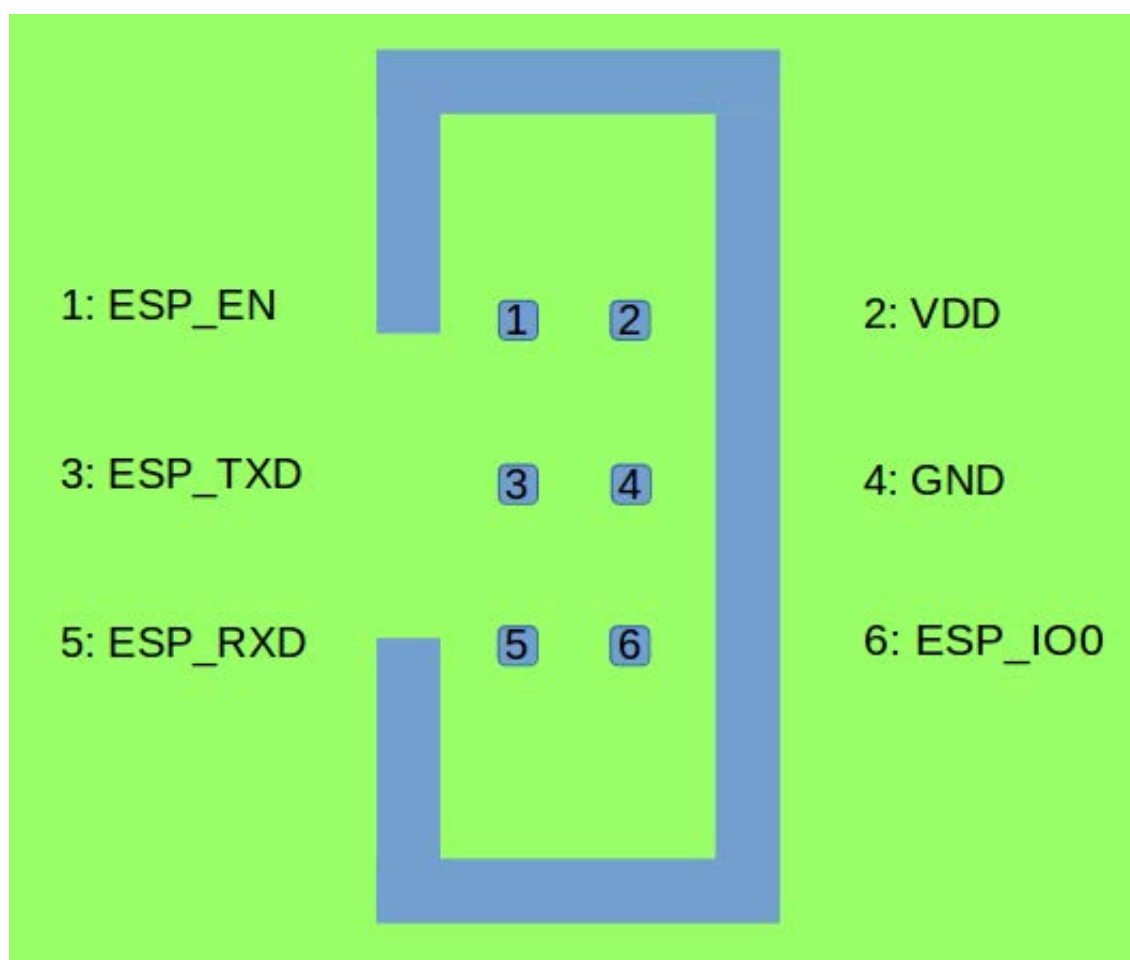 1: ESP_EN
1 2
2: VDD
3: ESP_TXD
3 4
4: GND
5: ESP_RXD
5 6
6: ESP_IO0